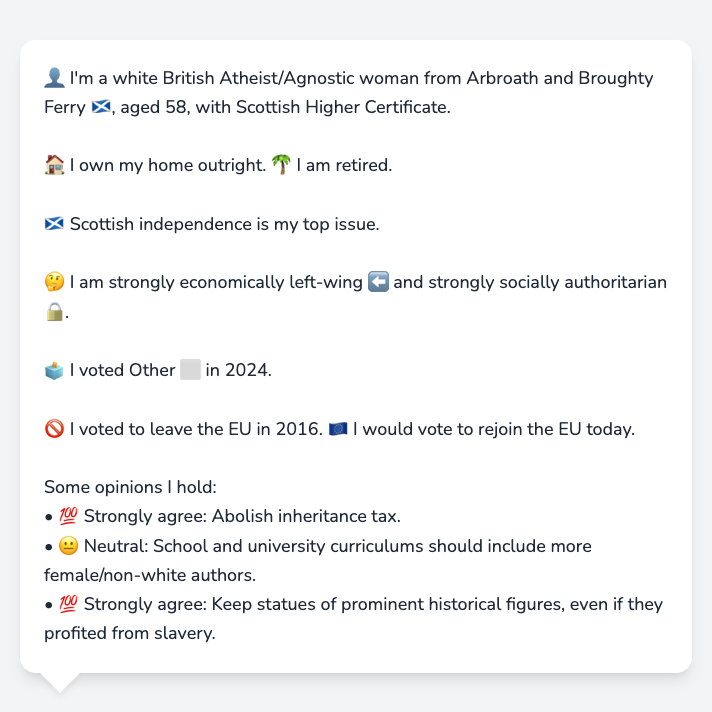 👤 I'm a white British Atheist/Agnostic woman from Arbroath and Broughty
Ferry 🏴󠁧󠁢󠁳󠁣󠁴󠁿, aged 58, with Scottish Higher Certificate.
🏠 I own my home outright. 🌴 I am retired.
🏴󠁧󠁢󠁳󠁣󠁴󠁿 Scottish independence is my top issue.
🤔 I am strongly economically left-wing ⬅️ and strongly socially authoritarian
🔒.
🗳️ I voted Other ⬜ in 2024.
🚫 I voted to leave the EU in 2016. 🇪🇺 I would vote to rejoin the EU today.
Some opinions I hold:
• 💯 Strongly agree: Abolish inheritance tax.
• 😐 Neutral: School and university curriculums should include more
female/non-white authors.
• 💯 Strongly agree: Keep statues of prominent historical figures, even if they
profited from slavery.